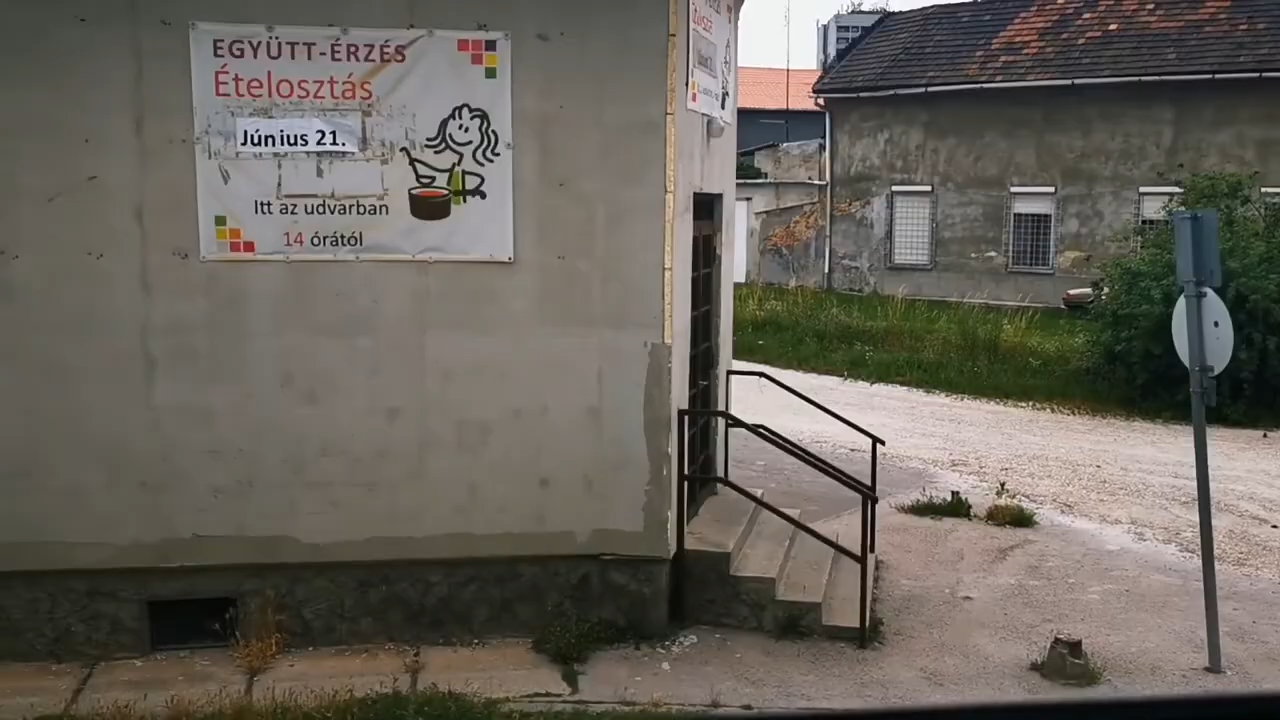 EGYÜTT-ÉRZÉS
Ételosztás
Június 21.
Itt az udvarban
14 órától